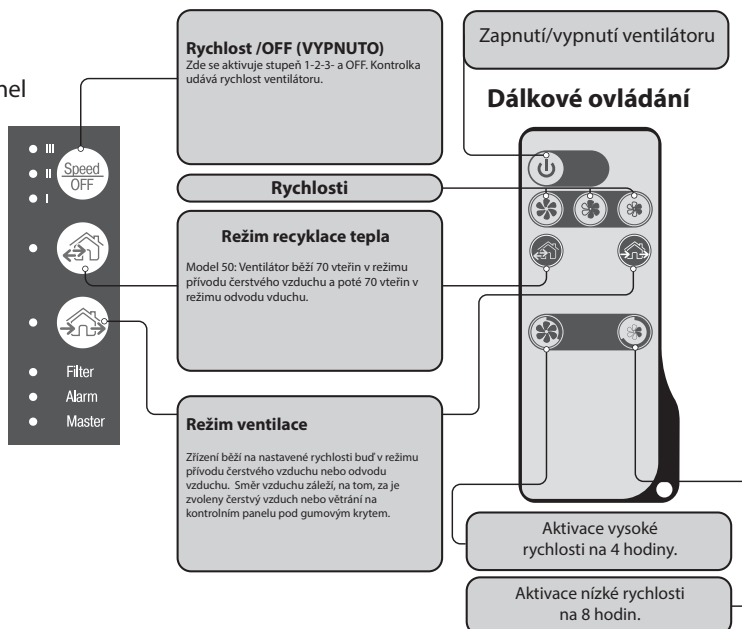 nel
III
II
I
Speed
OFF
Filter
Alarm
Master
Rychlost /OFF (VYPNUTO)
Zde se aktivuje stupeň 1-2-3- a OFF. Kontrolka
udává rychlost ventilátoru.
Rychlosti
Režim recyklace tepla
Model 50: Ventilátor běží 70 vteřin v režimu
přívodu čerstvého vzduchu a poté 70 vteřin v
režimu odvodu vduchu.
Režim ventilace
Zřízení běží na nastavené rychlosti buď v režimu
přívodu čerstvého vzduchu nebo odvodu
vzduchu. Směr vzduchu záleží, na tom, za je
zvoleny čerstvý vzduch nebo větrání na
kontrolním panelu pod gumovým krytem.
Zapnutí/vypnutí ventilátoru
Dálkové ovládání
Aktivace vysoké
rychlosti na 4 hodiny.
Aktivace nízké rychlosti
na 8 hodin.